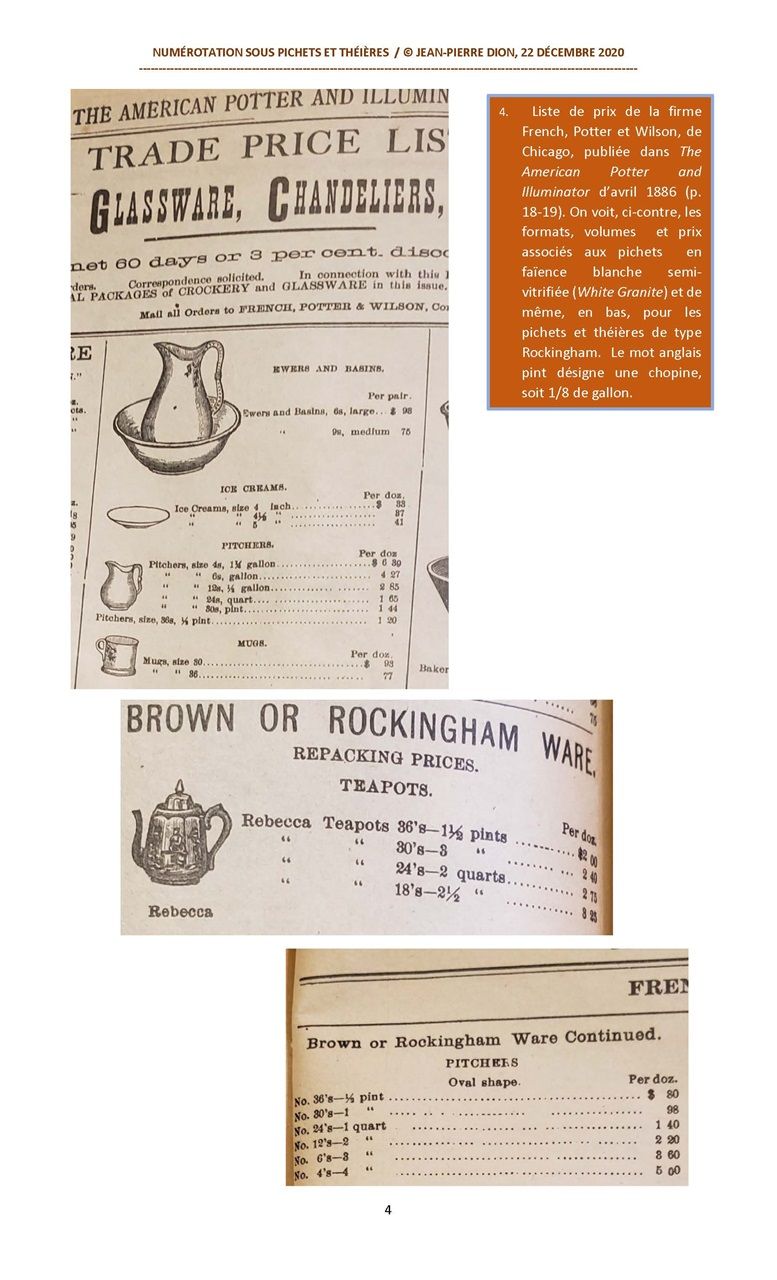 NUMÉROTATION SOUS PICHETS ET THÉIÈRES / © JEAN-PIERRE DION, 22 DÉCEMBRE 2020
THE AMERICAN POTTER AND ILLUMIN
TRADE PRICE LIS
GLASSWARE, CHANDELIERS,
net 60 days or 3 per cent. disco
rders. Correspondence solicited. In connection with this
AL PACKAGES of CROCKERY and GLASSWARE in this issue.
Mail all Orders to FRENCH, POTTER & WILSON, Co
RE
EWERS AND BASINS.
Per pair.
Ewers and Basins, 6s, large... $ 98
" 9s, medium 75
ICE CREAMS.
Per doz.
Ice Creams, size 4 inch.......$ 33
" " 4½ " ....... 37
" " 5 " ....... 41
PITCHERS.
Per doz
Pitchers, size 4s, 1¼ gallon.......$ 6 30
" " 6s, gallon....... 4 27
" " 12s, ½ gallon....... 2 85
" " 24s, quart....... 1 65
" " 30s, pint....... 1 44
Pitchers, size, 36s, ½ pint....... 1 20
MUGS.
Per doz.
Mugs, size 30.......$ 93
" " 36....... 77
Baker
4. Liste de prix de la firme
French, Potter et Wilson, de
Chicago, publiée dans The
American Potter and
Illuminator d’avril 1886 (p.
18-19). On voit, ci-contre, les
formats, volumes et prix
associés aux pichets en
faïence blanche semi-
vitrifiée (White Granite) et de
même, en bas, pour les
pichets et théières de type
Rockingham. Le mot anglais
pint désigne une chopine,
soit 1/8 de gallon.
75
BROWN OR ROCKINGHAM WARE.
REPACKING PRICES.
TEAPOTS.
Per doz.
Rebecca Teapots 36's—1½ pints .......$2 00
" " 30's—3 " ....... 2 40
" " 24's—2 quarts....... 2 75
" " 18's—2½ " ....... 3 25
Rebecca
FREN
Brown or Rockingham Ware Continued.
PITCHERS
Oval shape. Per doz.
No. 36's—½ pint .......$ 80
No. 30's—1 " ....... 98
No. 24's—1 quart ....... 1 40
No. 12's—2 " ....... 2 20
No. 6's—3 " ....... 3 60
No. 4's—4 " ....... 5 00
4